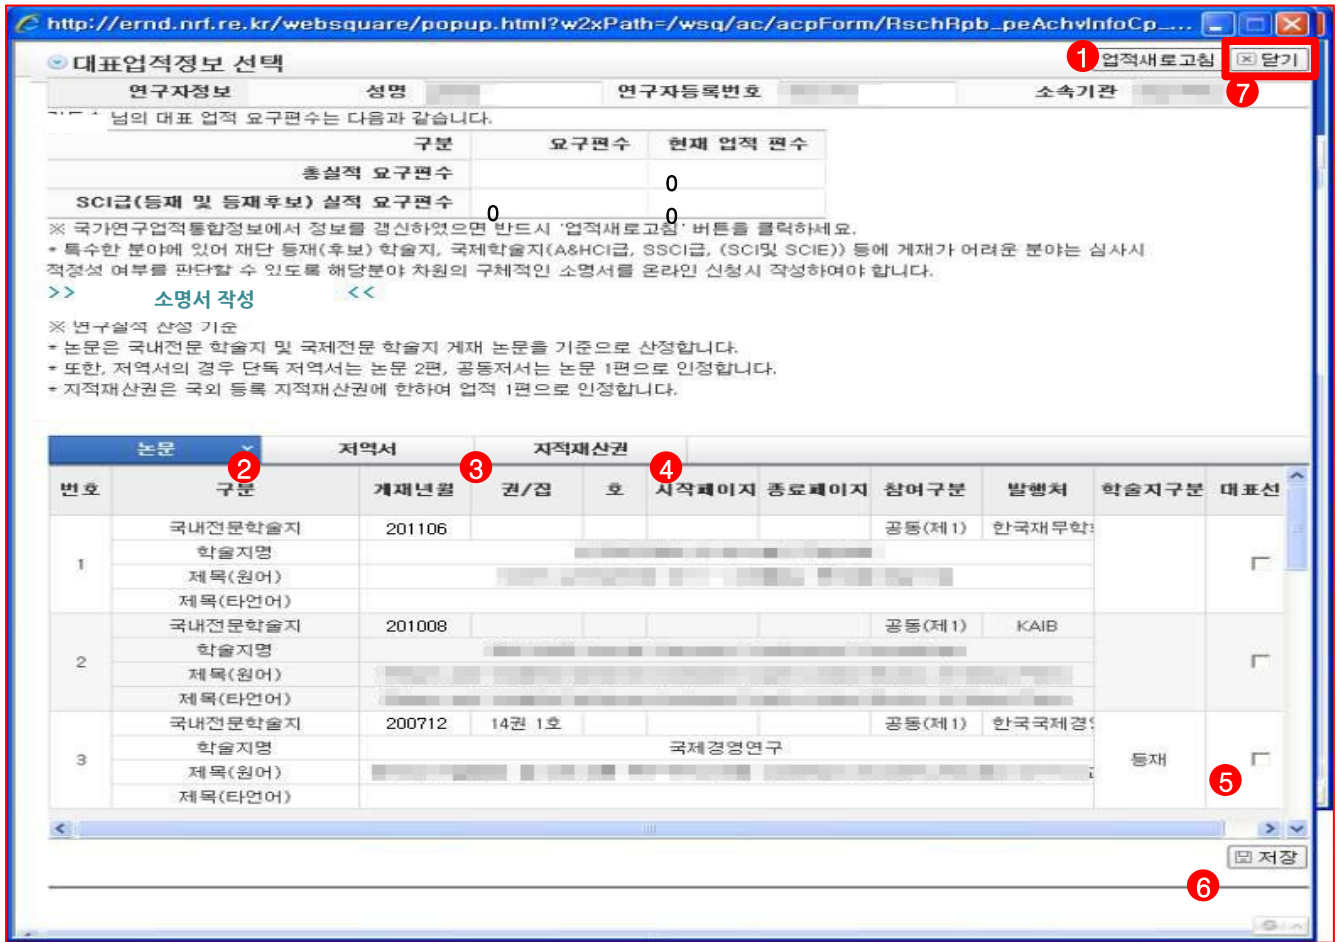 http://ernd.nrf.re.kr/websquare/popup.html?w2xPath=/wsq/ac/acpForm/RschRpb_peAchvInfoCp_...
대표업적정보 선택 1 업적새로고침 닫기
연구자정보 성명 연구자등록번호 소속기관 7
님의 대표 업적 요구편수는 다음과 같습니다.
구분 요구편수 현재 업적 편수
총실적 요구편수 0
SCI급(등재 및 등재후보) 실적 요구편수 0 0
※ 국가연구업적통합정보에서 정보를 갱신하였으면 반드시 '업적새로고침' 버튼을 클릭하세요.
* 특수한 분야에 있어 재단 등재(후보) 학술지, 국제학술지(A&HCI급, SSCI급, (SCI및 SCIE)) 등에 게재가 어려운 분야는 심사시
적정성 여부를 판단할 수 있도록 해당분야 차원의 구체적인 소명서를 온라인 신청시 작성하여야 합니다.
>> 소명서 작성 <<
※ 연구실적 산정 기준
* 논문은 국내전문 학술지 및 국제전문 학술지 게재 논문을 기준으로 산정합니다.
* 또한, 저역서의 경우 단독 저역서는 논문 2편, 공동저서는 논문 1편으로 인정합니다.
* 지적재산권은 국외 등록 지적재산권에 한하여 업적 1편으로 인정합니다.
논문 저역서 지적재산권
2 3 4
번호 구분 게재년월 권/집 호 시작페이지 종료페이지 참여구분 발행처 학술지구분 대표선
1 국내전문학술지 201106 공동(제1) 한국재무학
학술지명
제목(원어)
제목(타언어)
2 국내전문학술지 201008 공동(제1) KAIB
학술지명
제목(원어)
제목(타언어)
3 국내전문학술지 200712 14권 1호 공동(제1) 한국국제경 등재
학술지명 국제경영연구
제목(원어)
제목(타언어)
5
저장
6